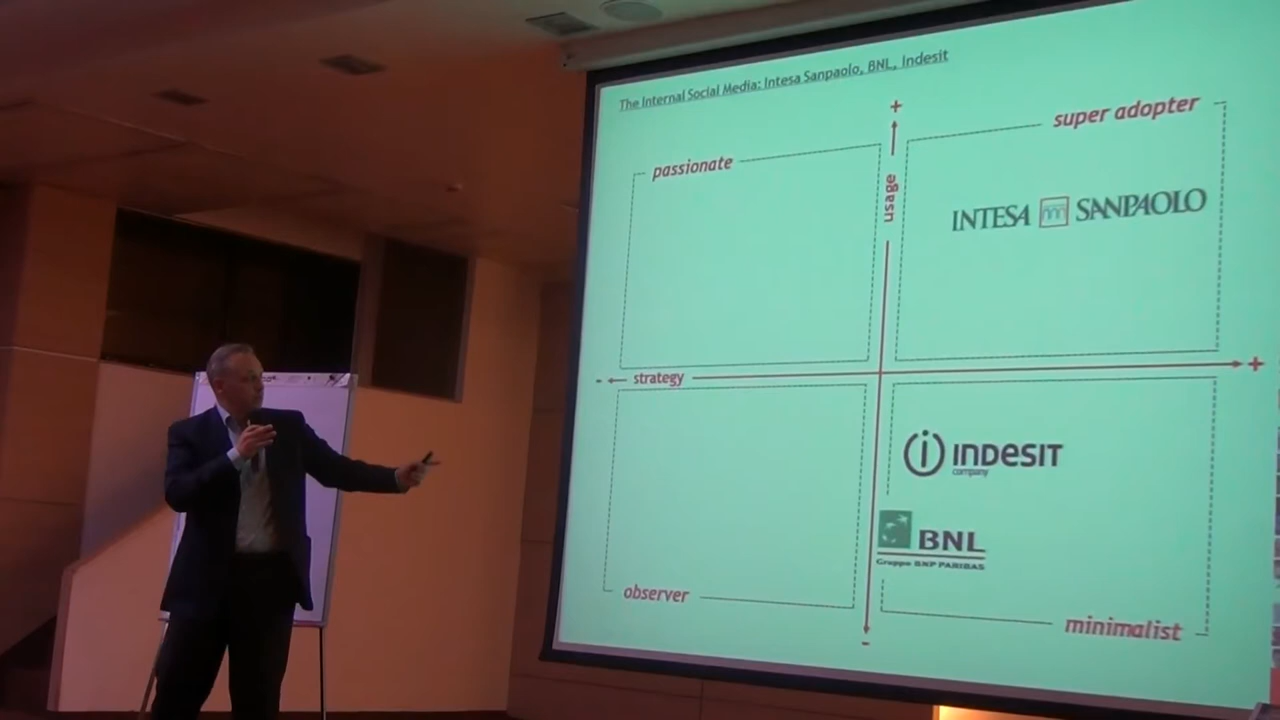 The Internal Social Media: Intesa Sanpaolo, BNL, Indesit
+
super adopter
passionate
usage
INTESA SANPAOLO
- strategy +
indesit
company
BNL
Gruppo BNP PARIBAS
observer
minimalist
-